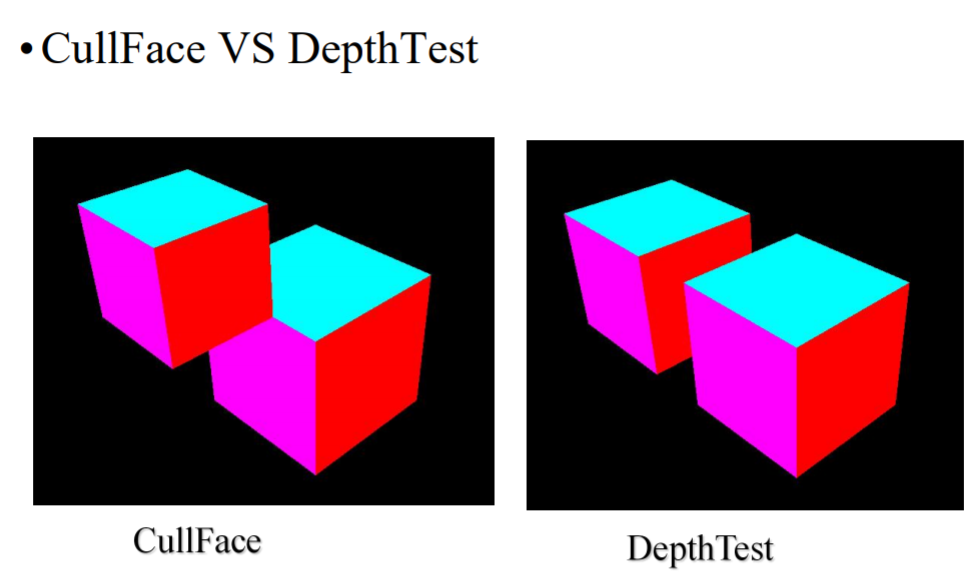 • CullFace VS DepthTest
CullFace
DepthTest